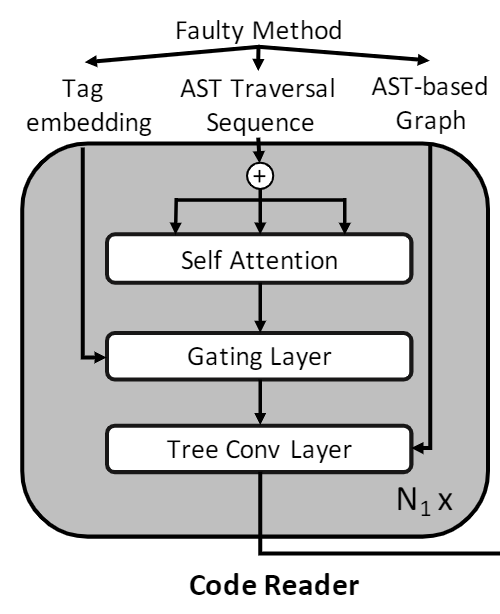 Faulty Method
Tag
embedding
AST Traversal
Sequence
AST-based
Graph
+
Self Attention
Gating Layer
Tree Conv Layer
N₁ x
Code Reader